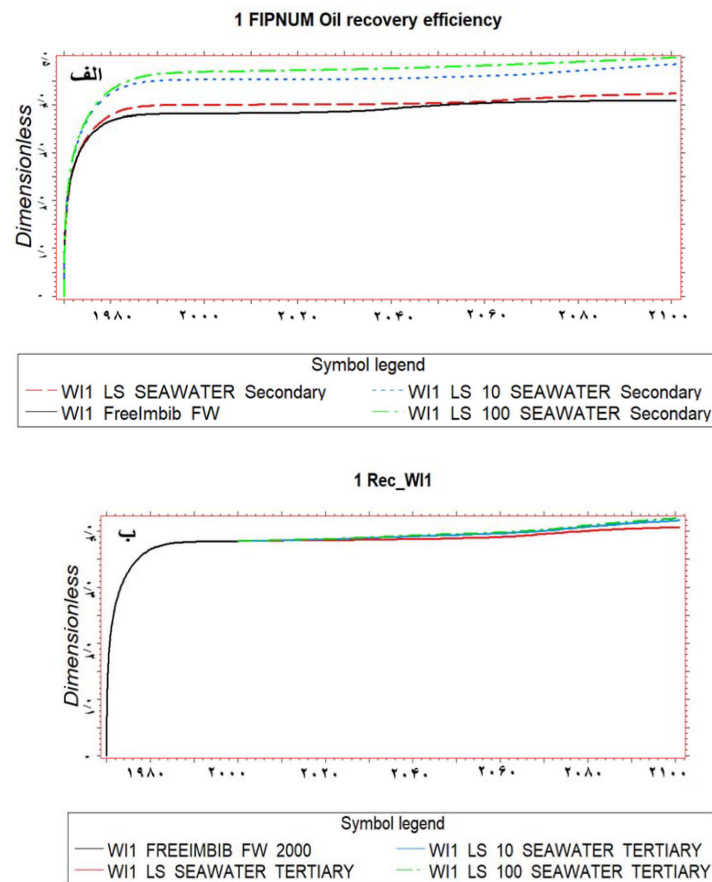 1 FIPNUM Oil recovery efficiency
الف
Dimensionless
۱۹۸۰ ۲۰۰۰ ۲۰۲۰ ۲۰۴۰ ۲۰۶۰ ۲۰۸۰ ۲۱۰۰
Symbol legend
WI1 LS SEAWATER Secondary WI1 LS 10 SEAWATER Secondary
WI1 FreeImbib FW WI1 LS 100 SEAWATER Secondary
1 Rec_WI1
ب
Dimensionless
۱۹۸۰ ۲۰۰۰ ۲۰۲۰ ۲۰۴۰ ۲۰۶۰ ۲۰۸۰ ۲۱۰۰
Symbol legend
WI1 FREEIMBIB FW 2000 WI1 LS 10 SEAWATER TERTIARY
WI1 LS SEAWATER TERTIARY WI1 LS 100 SEAWATER TERTIARY